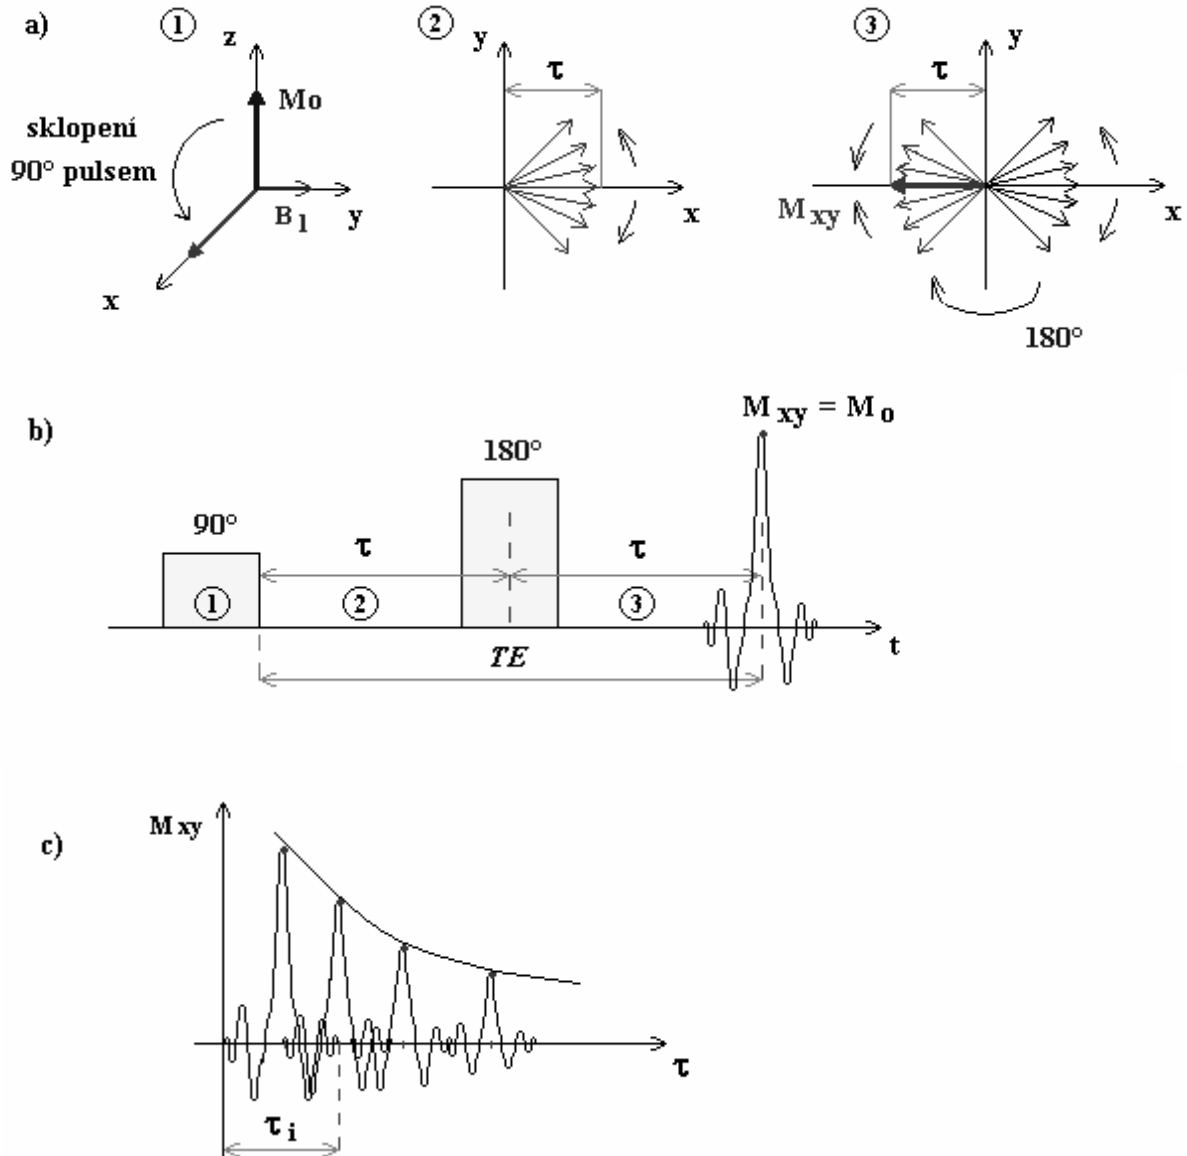 a)
1
z
Mo
sklopení
90° pulsem
B1
y
x
2
y
τ
x
3
y
τ
Mxy
x
180°
b)
Mxy = Mo
180°
90°
τ
τ
1
2
3
t
TE
c)
Mxy
τ
τi